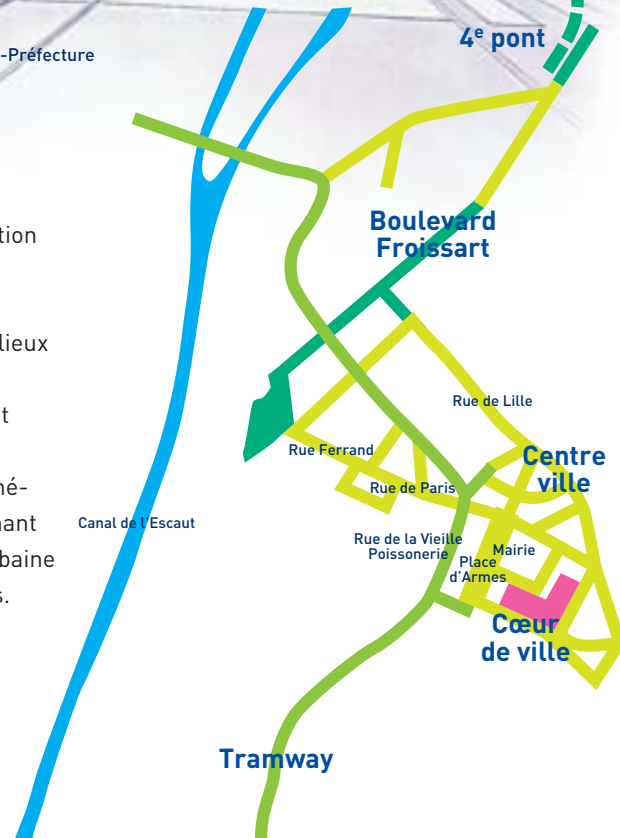 -Préfecture
4e pont
tion
Boulevard
Froissart
lieux
t
né-
nant
baine
s.
Rue de Lille
Rue Ferrand
Centre
ville
Rue de Paris
Canal de l'Escaut
Rue de la Vieille
Poissonerie
Place
d'Armes
Mairie
Cœur
de ville
Tramway